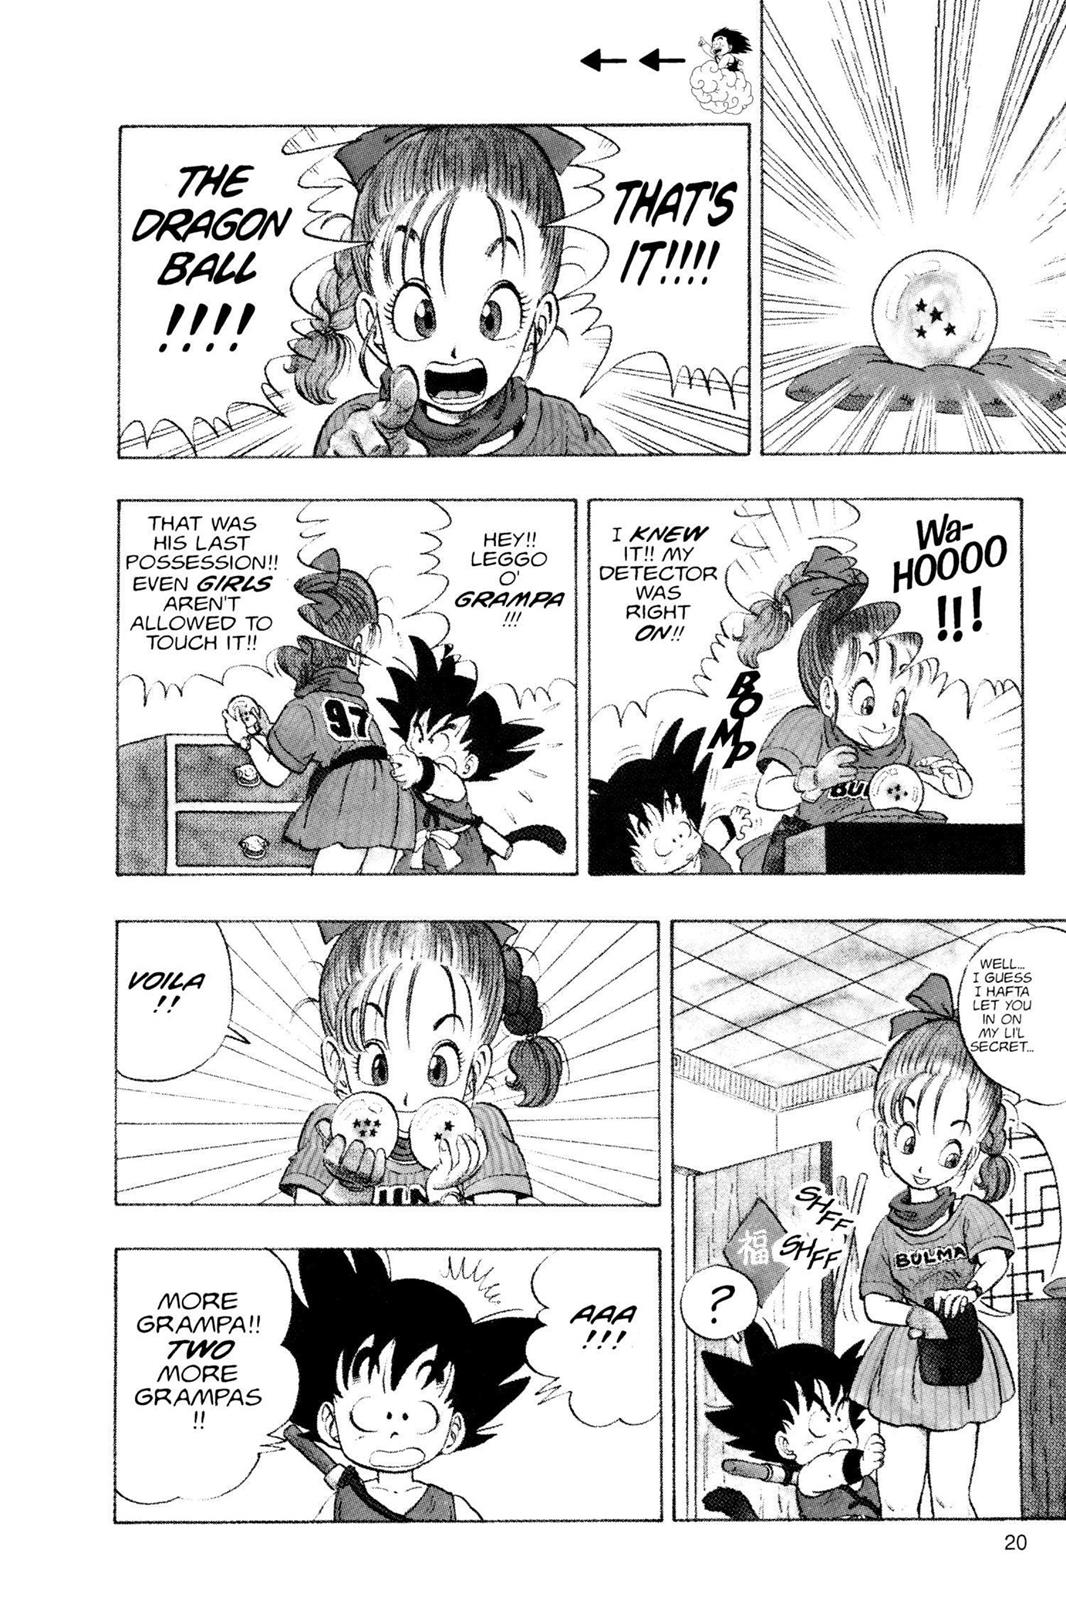 THAT'S
IT!!!!
THE
DRAGON
BALL
!!!!
Wa-
HOOOO
!!!
I KNEW
IT!! MY
DETECTOR
WAS
RIGHT
ON!!
BOMP
BUL
HEY!!
LEGGO
O'
GRAMPA
!!!
THAT WAS
HIS LAST
POSSESSION!!
EVEN GIRLS
AREN'T
ALLOWED TO
TOUCH IT!!
97
WELL...
I GUESS
I HAFTA
LET YOU
IN ON
MY LI'L
SECRET...
SHFF
SHFF
福
BULMA
?
VOILA
!!
UN
AAA
!!!
MORE
GRAMPA!!
TWO
MORE
GRAMPAS
!!
20